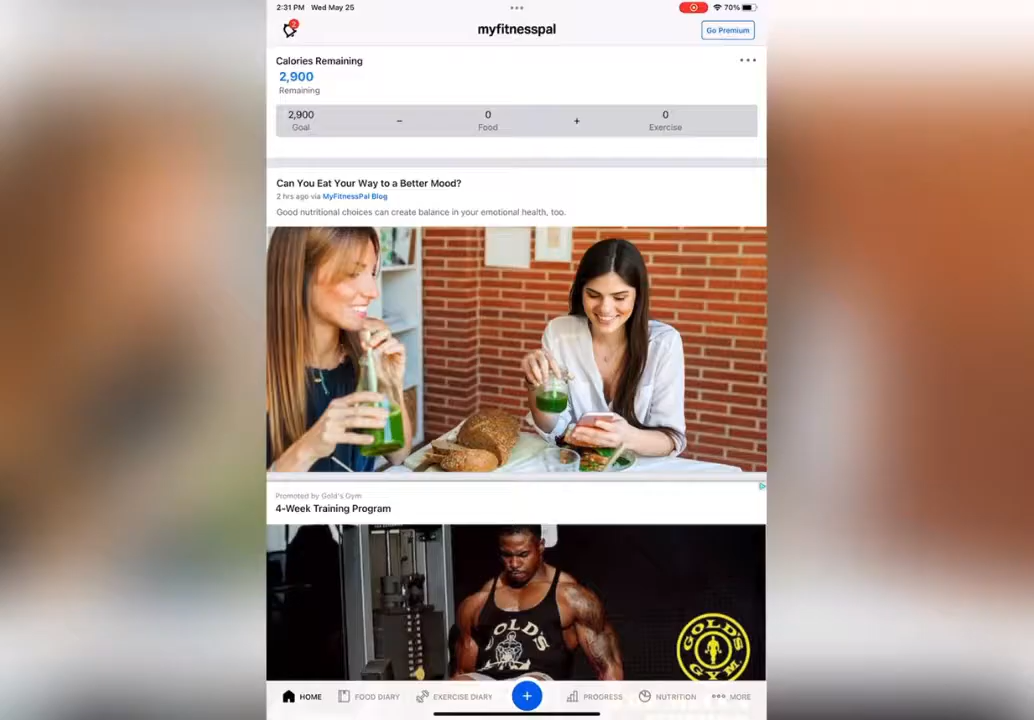 2:31 PM Wed May 25
70%
2
myfitnesspal
Go Premium
Calories Remaining
2,900
Remaining
2,900 - 0 + 0
Goal Food Exercise
Can You Eat Your Way to a Better Mood?
2 hrs ago via MyFitnessPal Blog
Good nutritional choices can create balance in your emotional health, too.
Promoted by Gold's Gym
4-Week Training Program
GOLD'S
GYM
GOLD'S
GYM
HOME FOOD DIARY EXERCISE DIARY + PROGRESS NUTRITION MORE